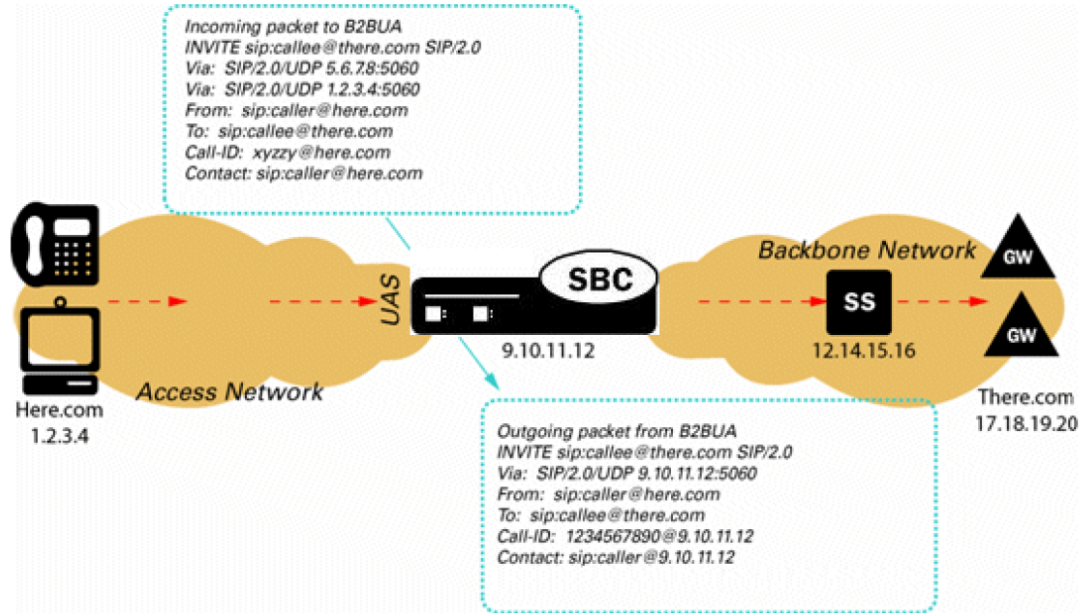 Incoming packet to B2BUA
INVITE sip:callee@there.com SIP/2.0
Via: SIP/2.0/UDP 5.6.7.8:5060
Via: SIP/2.0/UDP 1.2.3.4:5060
From: sip:caller@here.com
To: sip:callee@there.com
Call-ID: xyzzy@here.com
Contact: sip:caller@here.com
Access Network
Here.com
1.2.3.4
UAS
SBC
9.10.11.12
Backbone Network
SS
12.14.15.16
GW
GW
There.com
17.18.19.20
Outgoing packet from B2BUA
INVITE sip:callee@there.com SIP/2.0
Via: SIP/2.0/UDP 9.10.11.12:5060
From: sip:caller@here.com
To: sip:callee@there.com
Call-ID: 1234567890@9.10.11.12
Contact: sip:caller@9.10.11.12